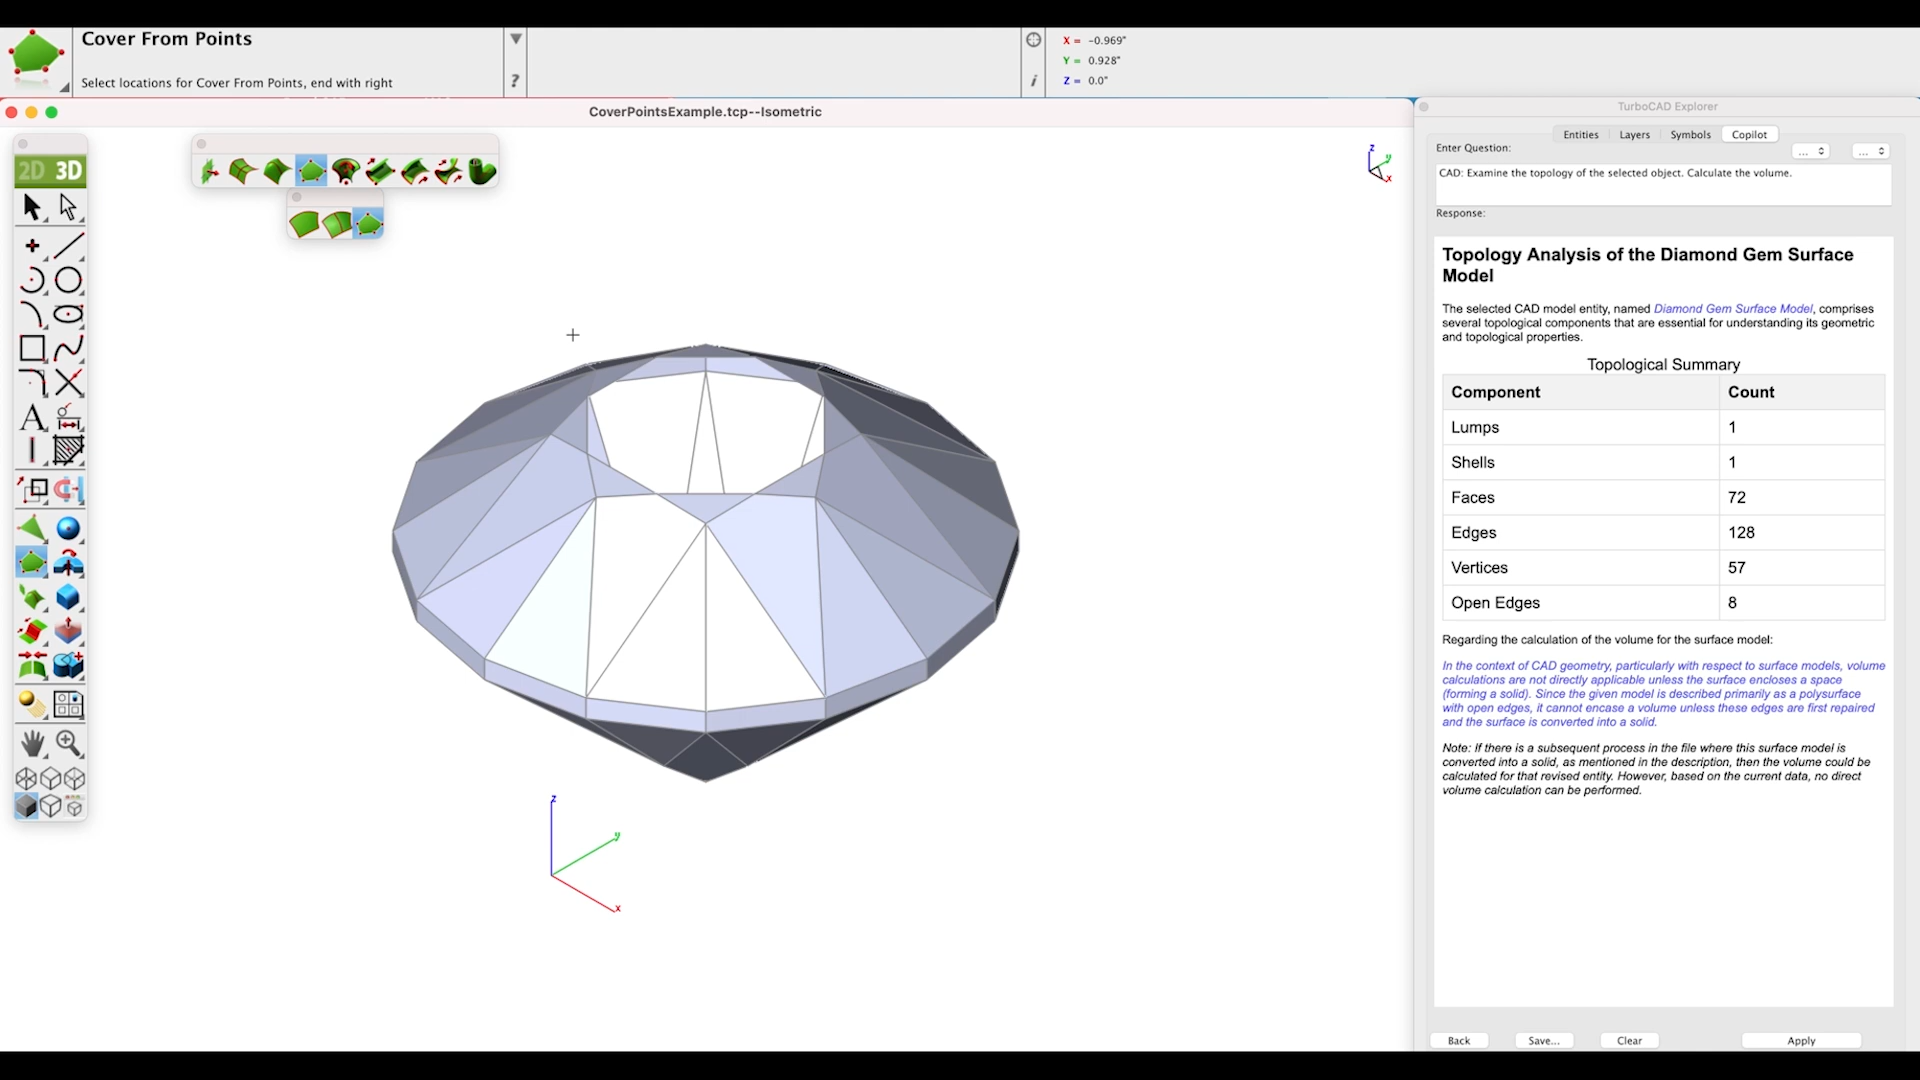 Cover From Points
Select locations for Cover From Points, end with right
?
i
X = -0.969"
Y = 0.928"
Z = 0.0"
CoverPointsExample.tcp--Isometric
2D 3D
A
z
y
x
z
y
x
TurboCAD Explorer
Entities Layers Symbols Copilot
Enter Question:
... ...
CAD: Examine the topology of the selected object. Calculate the volume.
Response:
Topology Analysis of the Diamond Gem Surface
Model
The selected CAD model entity, named Diamond Gem Surface Model, comprises
several topological components that are essential for understanding its geometric
and topological properties.
Topological Summary
Component Count
Lumps 1
Shells 1
Faces 72
Edges 128
Vertices 57
Open Edges 8
Regarding the calculation of the volume for the surface model:
In the context of CAD geometry, particularly with respect to surface models, volume
calculations are not directly applicable unless the surface encloses a space
(forming a solid). Since the given model is described primarily as a polysurface
with open edges, it cannot encase a volume unless these edges are first repaired
and the surface is converted into a solid.
Note: If there is a subsequent process in the file where this surface model is
converted into a solid, as mentioned in the description, then the volume could be
calculated for that revised entity. However, based on the current data, no direct
volume calculation can be performed.
Back Save... Clear Apply